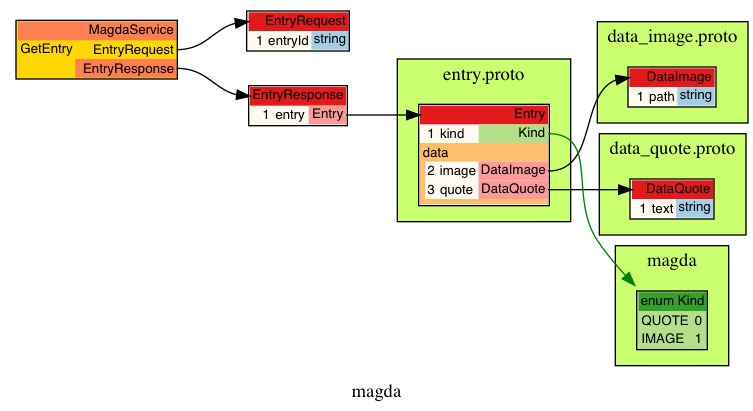 MagdaService
GetEntry EntryRequest
EntryResponse
EntryRequest
1 entryId string
EntryResponse
1 entry Entry
entry.proto
Entry
1 kind Kind
data
2 image DataImage
3 quote DataQuote
data_image.proto
DataImage
1 path string
data_quote.proto
DataQuote
1 text string
magda
enum Kind
QUOTE 0
IMAGE 1
magda